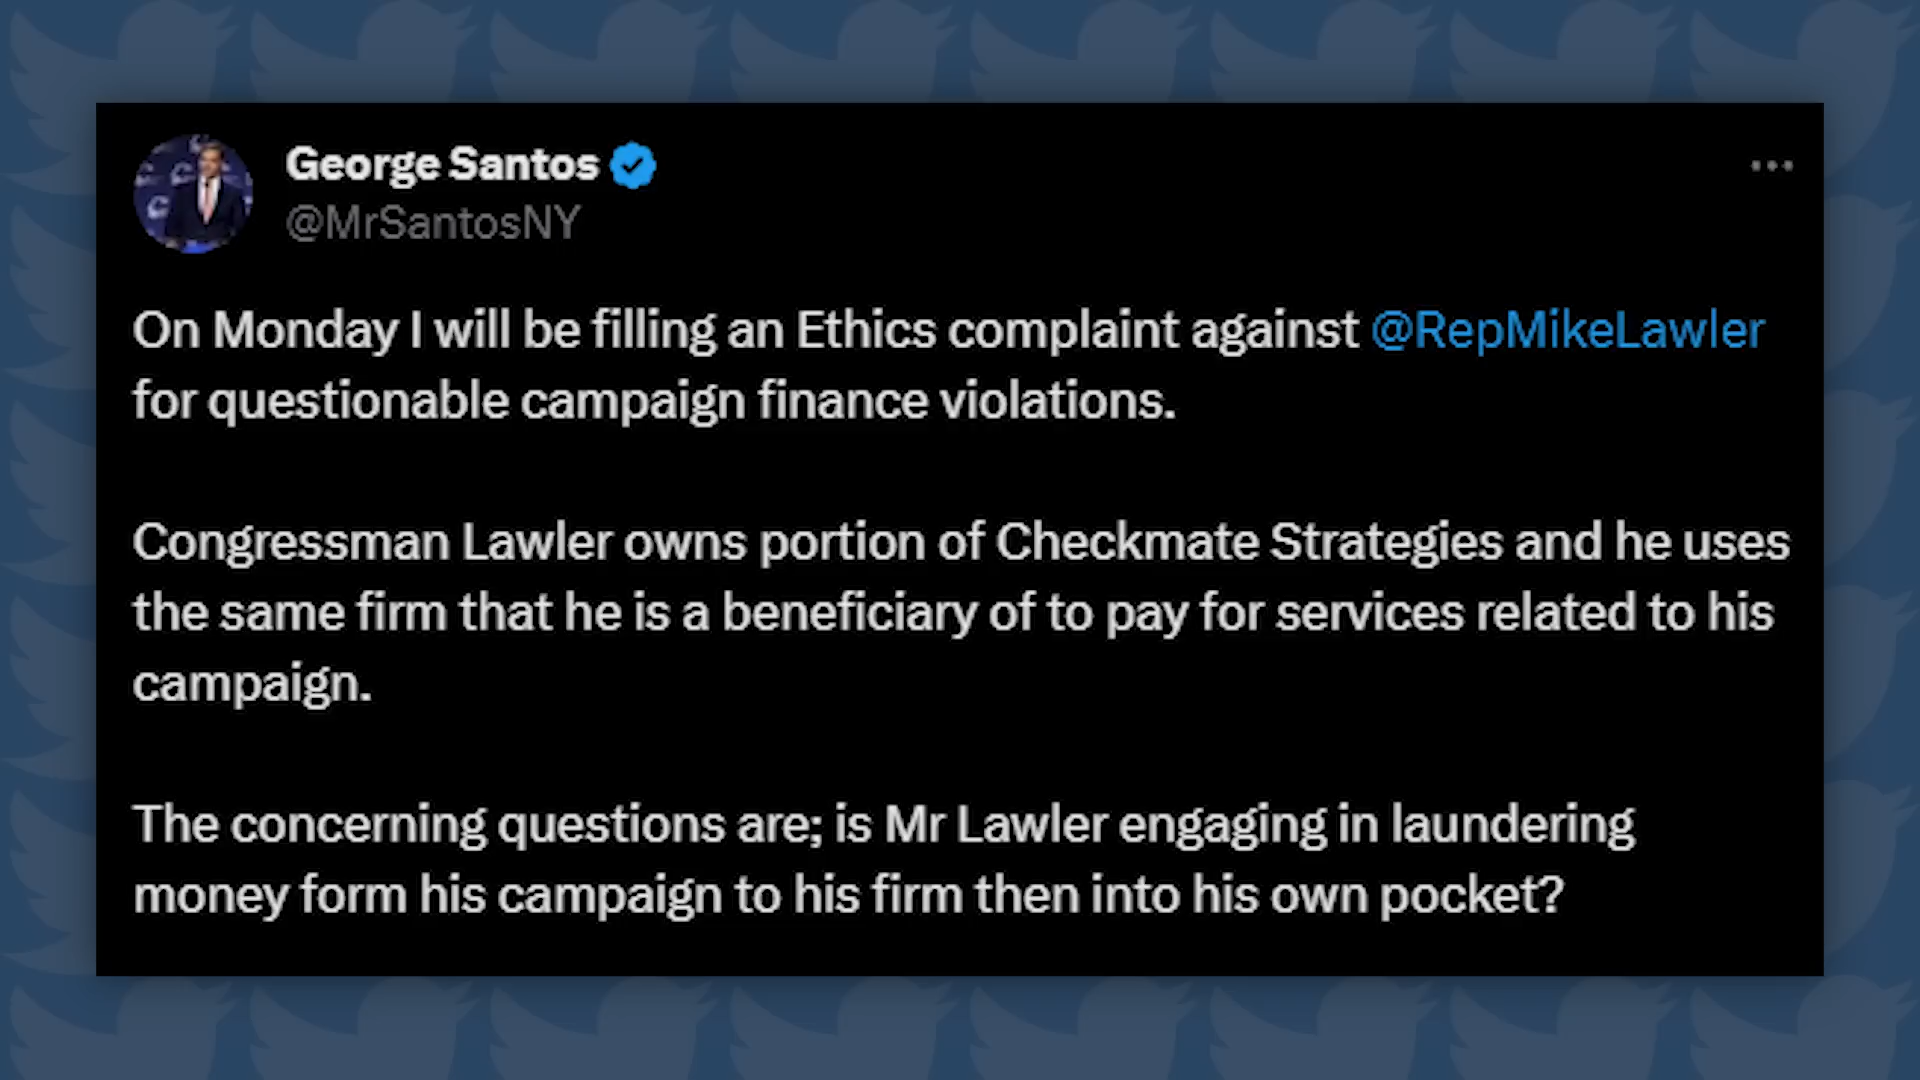 George Santos
@MrSantosNY
On Monday I will be filling an Ethics complaint against @RepMikeLawler
for questionable campaign finance violations.
Congressman Lawler owns portion of Checkmate Strategies and he uses
the same firm that he is a beneficiary of to pay for services related to his
campaign.
The concerning questions are; is Mr Lawler engaging in laundering
money form his campaign to his firm then into his own pocket?